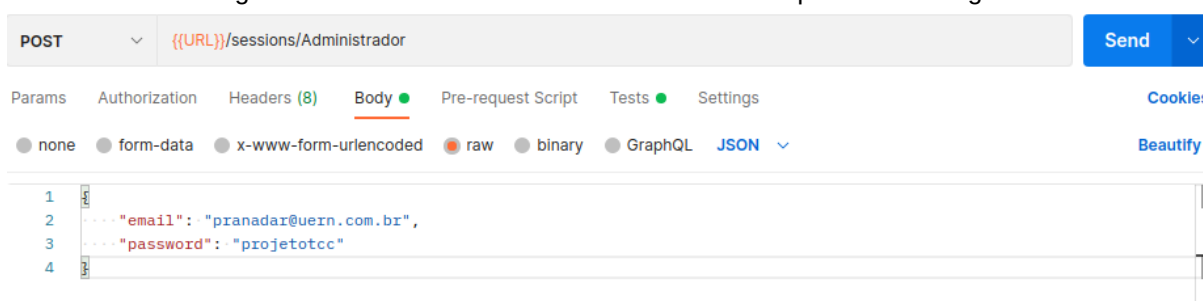 POST {{URL}}/sessions/Administrador Send
Params Authorization Headers (8) Body Pre-request Script Tests Settings Cookies
none form-data x-www-form-urlencoded raw binary GraphQL JSON Beautify
1 {
2 "email": "pranadar@uern.com.br",
3 "password": "projetotcc"
4 }